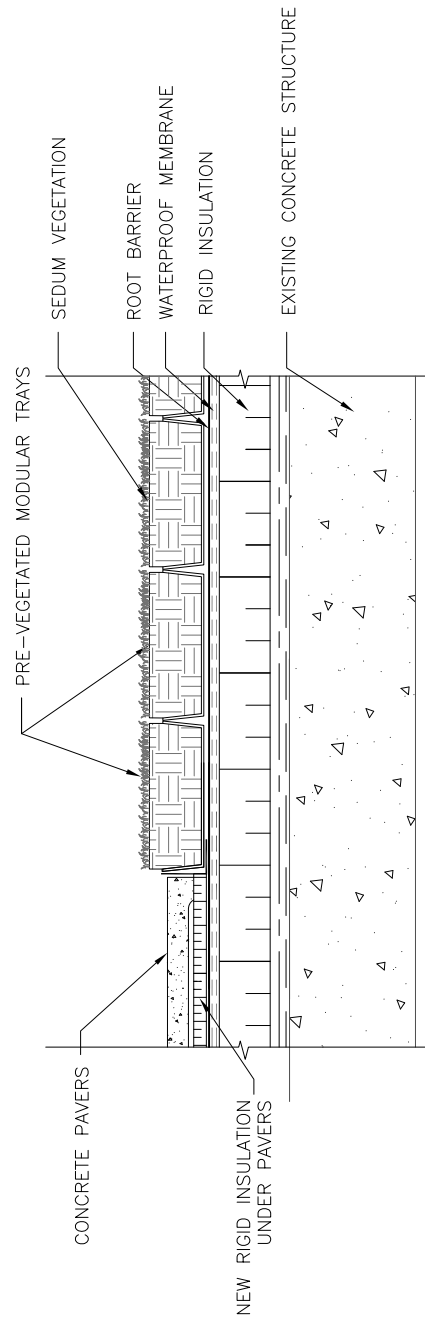 CONCRETE PAVERS
PRE-VEGETATED MODULAR TRAYS
SEDUM VEGETATION
ROOT BARRIER
WATERPROOF MEMBRANE
RIGID INSULATION
EXISTING CONCRETE STRUCTURE
NEW RIGID INSULATION
UNDER PAVERS